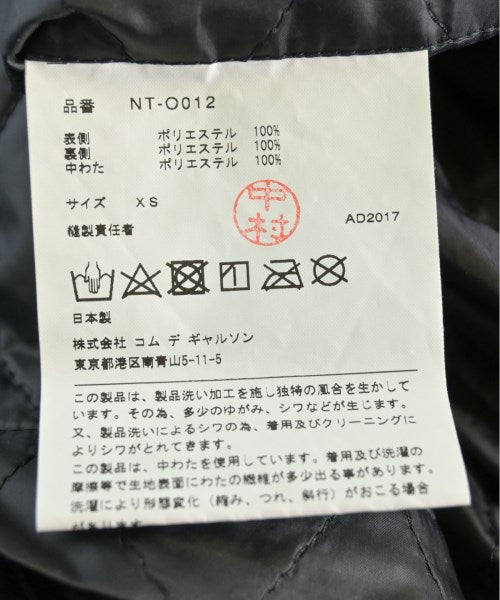 品番 NT-O012
表側 ポリエステル 100%
裏側 ポリエステル 100%
中わた ポリエステル 100%
サイズ XS
中村
縫製責任者 AD2017
日本製
株式会社 コム デ ギャルソン
東京都港区南青山5-11-5
この製品は、製品洗い加工を施し独特の風合を生かして
います。その為、多少のゆがみ、シワなどが生じます。
又、製品洗いによるシワの為、着用及びクリーニングに
よりシワがとれてきます。
この製品は、中わたを使用しています。着用及び洗濯の
摩擦等で生地表面にわたの繊維が多少出る事があります。
洗濯により形態変化(縮み、つれ、斜行)がおこる場合
があります。